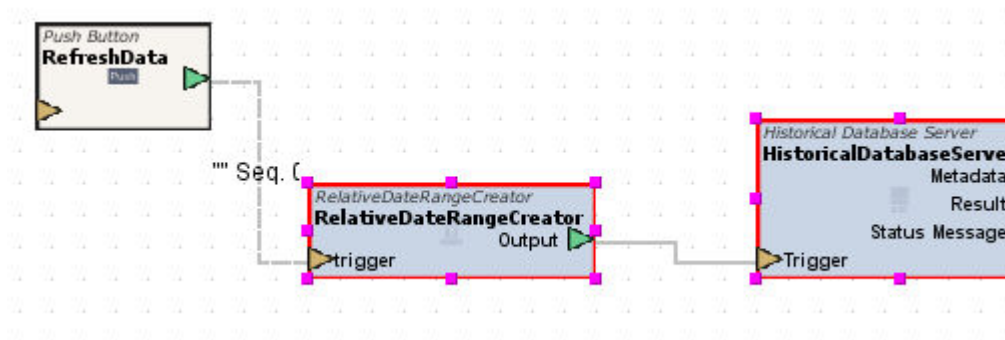 Push Button
RefreshData
Push
"" Seq. (
RelativeDateRangeCreator
RelativeDateRangeCreator
Output
trigger
Historical Database Server
HistoricalDatabaseServe
Metadata
Result
Status Message
Trigger